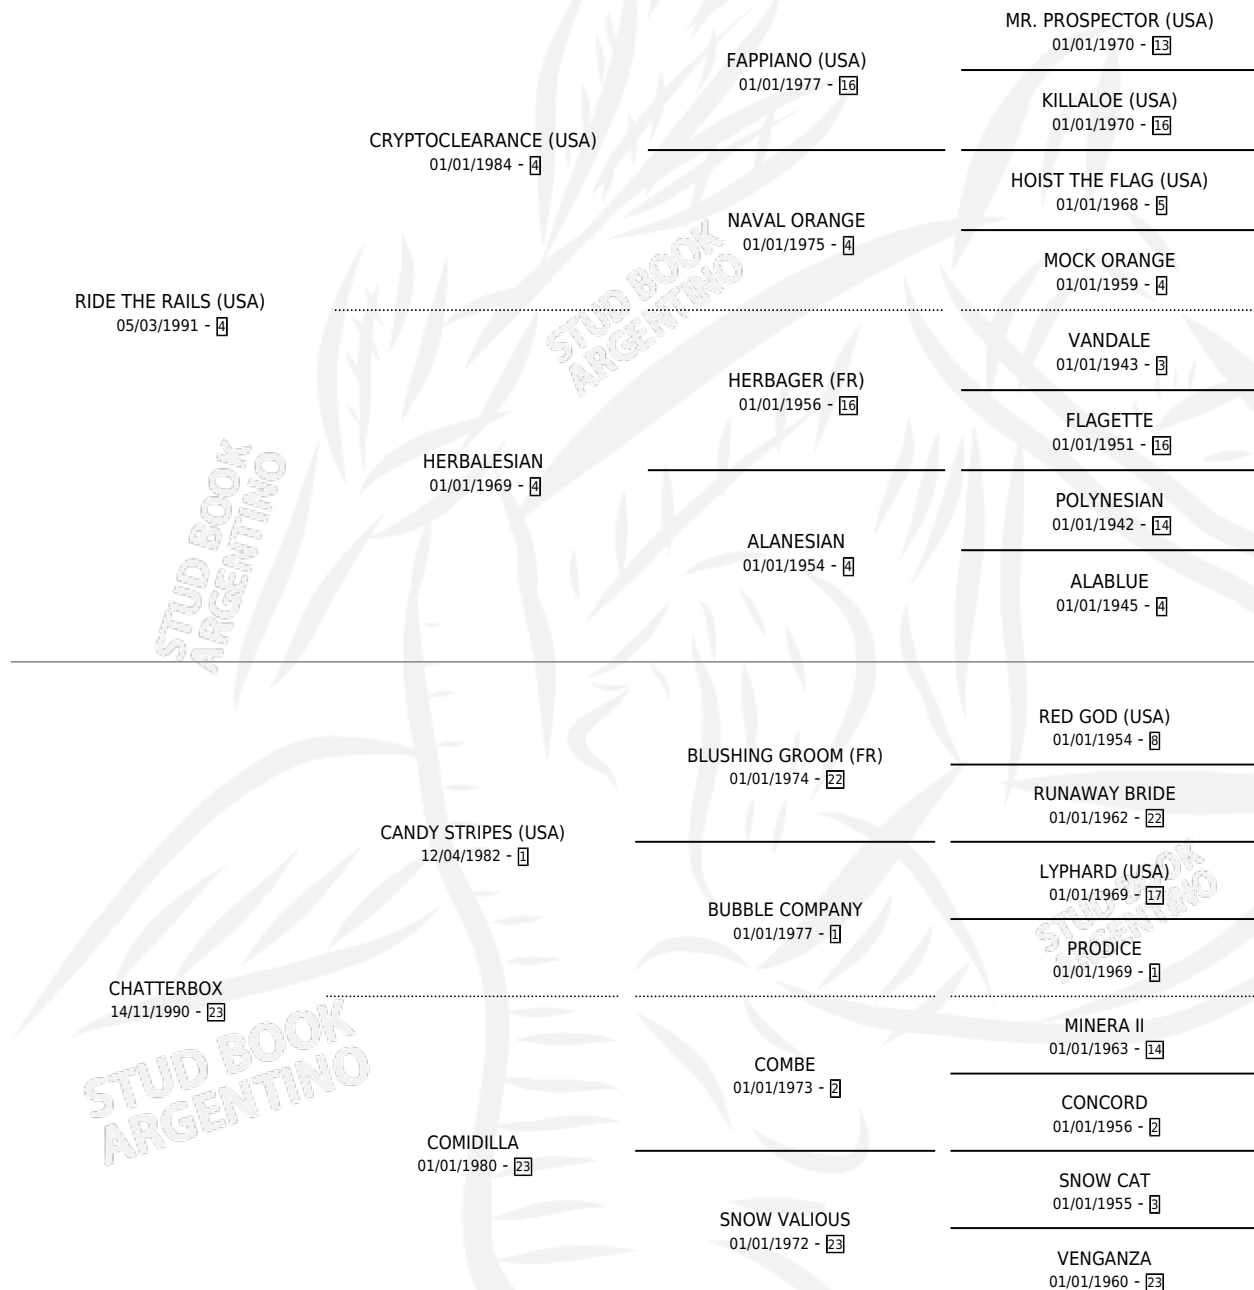 MR. PROSPECTOR (USA)
01/01/1970 - 13
FAPPIANO (USA)
01/01/1977 - 16
KILLALOE (USA)
01/01/1970 - 16
CRYPTOCLEARANCE (USA)
01/01/1984 - 4
HOIST THE FLAG (USA)
01/01/1968 - 5
NAVAL ORANGE
01/01/1975 - 4
MOCK ORANGE
01/01/1959 - 4
RIDE THE RAILS (USA)
05/03/1991 - 4
VANDALE
01/01/1943 - 3
HERBAGER (FR)
01/01/1956 - 16
FLAGETTE
01/01/1951 - 16
HERBALESIAN
01/01/1969 - 4
POLYNESIAN
01/01/1942 - 14
ALANESIAN
01/01/1954 - 4
ALABLUE
01/01/1945 - 4
RED GOD (USA)
01/01/1954 - 8
BLUSHING GROOM (FR)
01/01/1974 - 22
RUNAWAY BRIDE
01/01/1962 - 22
CANDY STRIPES (USA)
12/04/1982 - 1
LYPHARD (USA)
01/01/1969 - 17
BUBBLE COMPANY
01/01/1977 - 1
PRODICE
01/01/1969 - 1
CHATTERBOX
14/11/1990 - 23
MINERA II
01/01/1963 - 14
COMBE
01/01/1973 - 2
CONCORD
01/01/1956 - 2
COMIDILLA
01/01/1980 - 23
SNOW CAT
01/01/1955 - 3
SNOW VALIOUS
01/01/1972 - 23
VENGANZA
01/01/1960 - 23
STUD BOOK
ARGENTINO
STUD BOOK
ARGENTINO
STUD BOOK
ARGENTINO
STUD BOOK
ARGENTINO